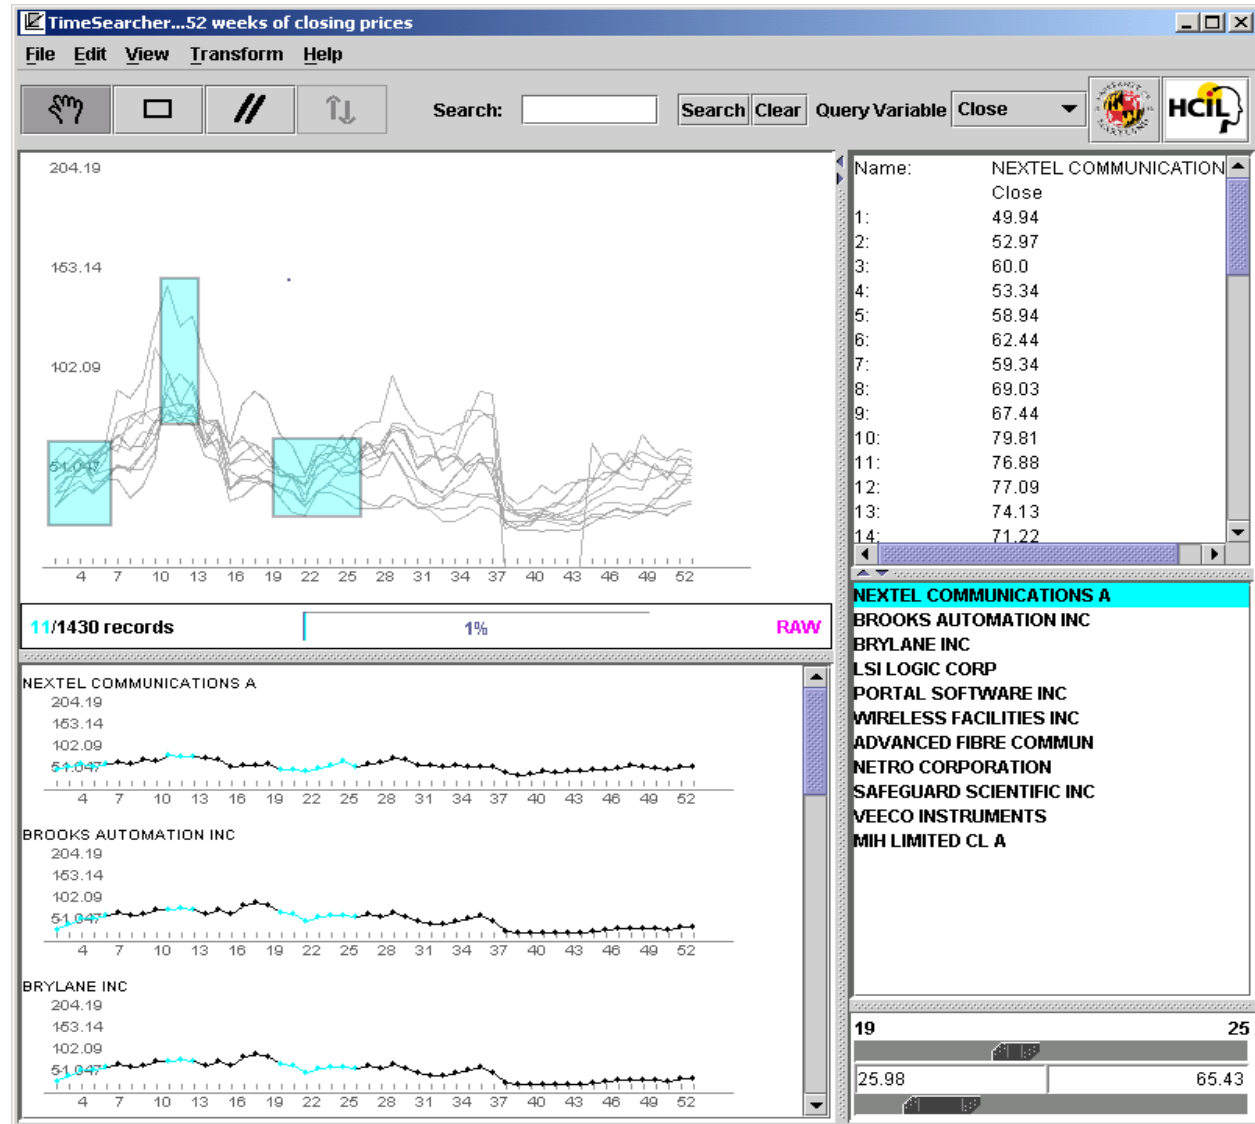 TimeSearcher...52 weeks of closing prices
File Edit View Transform Help
Search: Search Clear Query Variable Close
HCIL
204.19
153.14
102.09
51.047
4 7 10 13 16 19 22 25 28 31 34 37 40 43 46 49 52
11/1430 records 1% RAW
NEXTEL COMMUNICATIONS A
204.19
153.14
102.09
51.047
4 7 10 13 16 19 22 25 28 31 34 37 40 43 46 49 52
BROOKS AUTOMATION INC
204.19
153.14
102.09
51.047
4 7 10 13 16 19 22 25 28 31 34 37 40 43 46 49 52
BRYLANE INC
204.19
153.14
102.09
51.047
4 7 10 13 16 19 22 25 28 31 34 37 40 43 46 49 52
Name: NEXTEL COMMUNICATION
Close
1: 49.94
2: 52.97
3: 60.0
4: 53.34
5: 58.94
6: 62.44
7: 59.34
8: 69.03
9: 67.44
10: 79.81
11: 76.88
12: 77.09
13: 74.13
14: 71.22
NEXTEL COMMUNICATIONS A
BROOKS AUTOMATION INC
BRYLANE INC
LSI LOGIC CORP
PORTAL SOFTWARE INC
WIRELESS FACILITIES INC
ADVANCED FIBRE COMMUN
NETRO CORPORATION
SAFEGUARD SCIENTIFIC INC
VEECO INSTRUMENTS
MIH LIMITED CL A
19 25
25.98 65.43